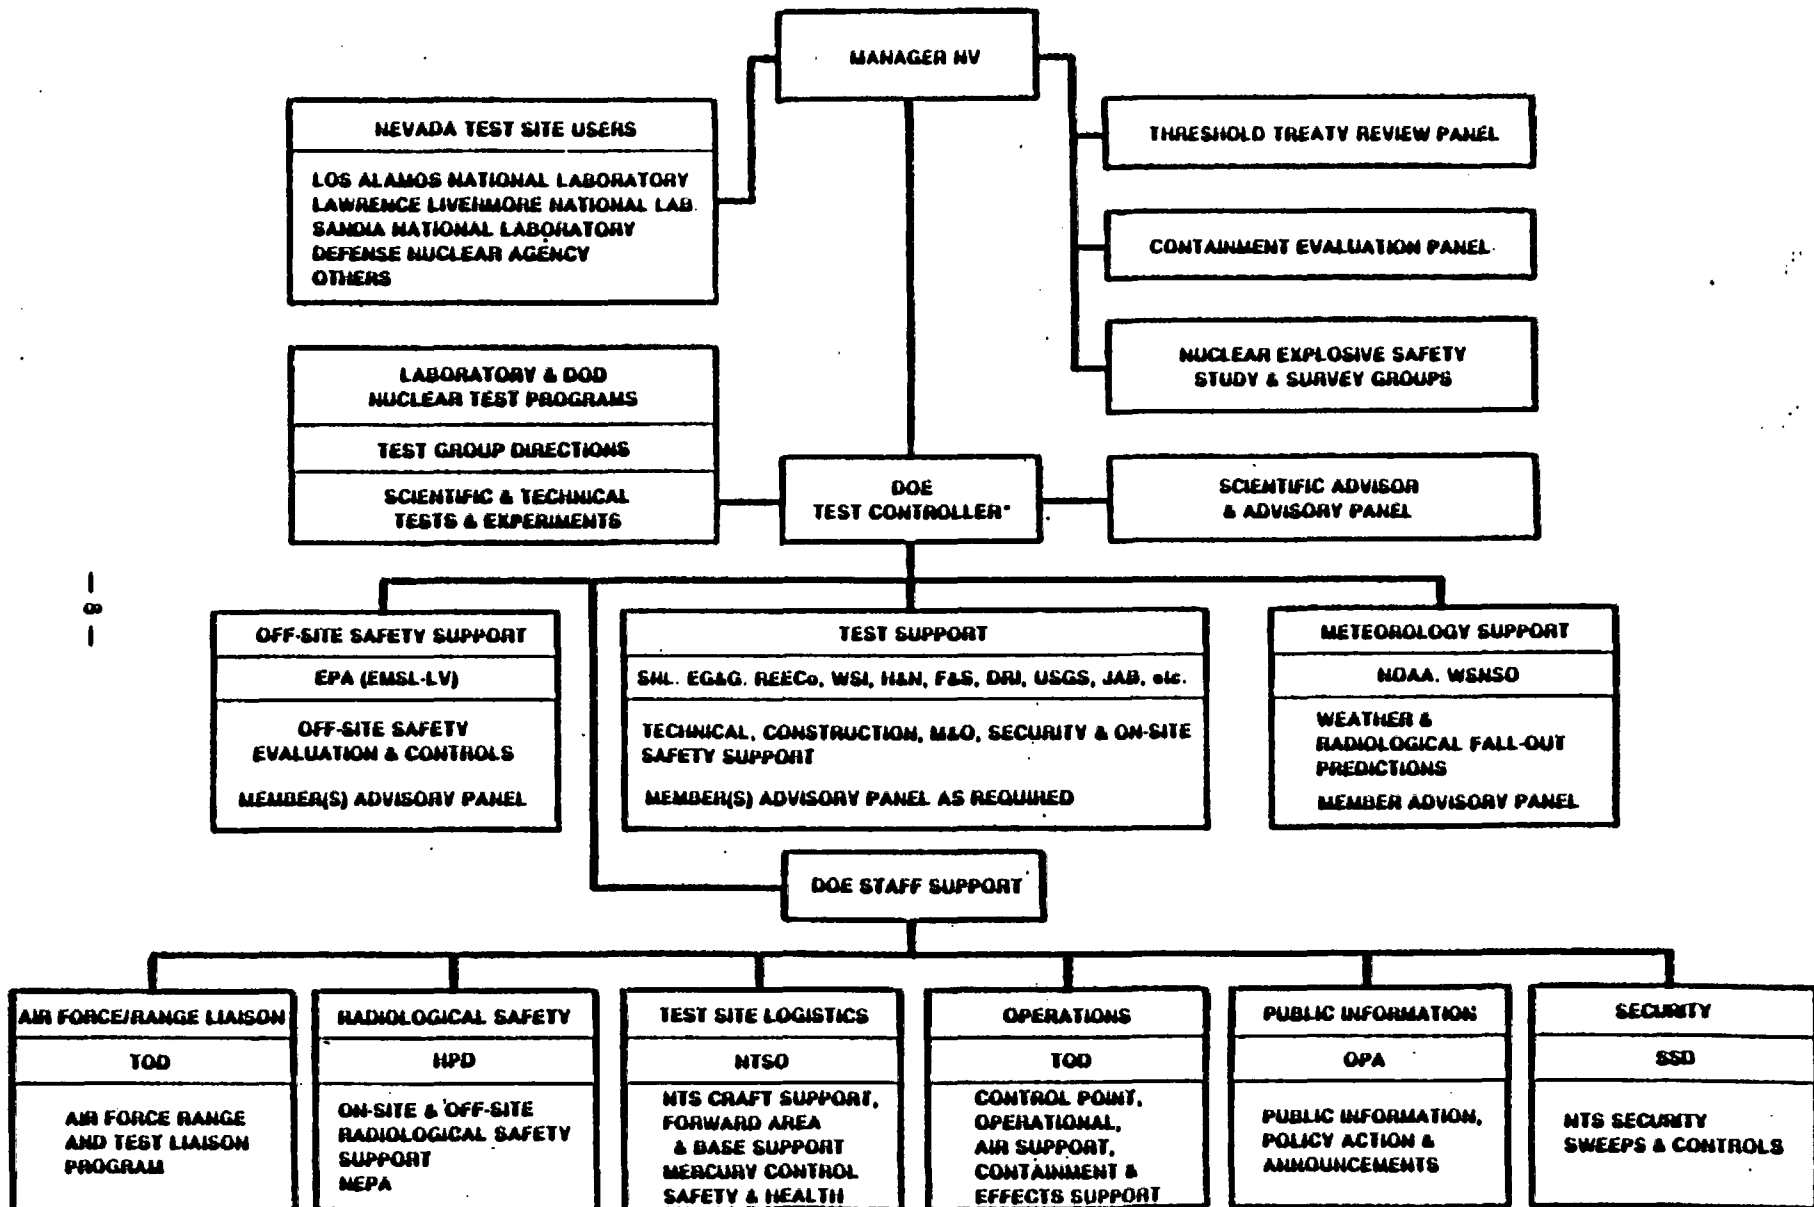 MANAGER NV
NEVADA TEST SITE USERS
LOS ALAMOS NATIONAL LABORATORY
LAWRENCE LIVERMORE NATIONAL LAB.
SANDIA NATIONAL LABORATORY
DEFENSE NUCLEAR AGENCY
OTHERS
THRESHOLD TREATY REVIEW PANEL
CONTAINMENT EVALUATION PANEL
NUCLEAR EXPLOSIVE SAFETY
STUDY & SURVEY GROUPS
LABORATORY & DOD
NUCLEAR TEST PROGRAMS
TEST GROUP DIRECTIONS
SCIENTIFIC & TECHNICAL
TESTS & EXPERIMENTS
DOE
TEST CONTROLLER*
SCIENTIFIC ADVISOR
& ADVISORY PANEL
- 8 -
OFF-SITE SAFETY SUPPORT
EPA (EMSL-LV)
OFF-SITE SAFETY
EVALUATION & CONTROLS
MEMBER(S) ADVISORY PANEL
TEST SUPPORT
SNL. EG&G. REECo, WSI, H&N, F&S, DRI, USGS, JAB, etc.
TECHNICAL, CONSTRUCTION, M&O, SECURITY & ON-SITE
SAFETY SUPPORT
MEMBER(S) ADVISORY PANEL AS REQUIRED
METEOROLOGY SUPPORT
NOAA. WSNSO
WEATHER &
RADIOLOGICAL FALL-OUT
PREDICTIONS
MEMBER ADVISORY PANEL
DOE STAFF SUPPORT
AIR FORCE/RANGE LIAISON
TOD
AIR FORCE RANGE
AND TEST LIAISON
PROGRAM
RADIOLOGICAL SAFETY
HPD
ON-SITE & OFF-SITE
RADIOLOGICAL SAFETY
SUPPORT
NEPA
TEST SITE LOGISTICS
NTSO
NTS CRAFT SUPPORT,
FORWARD AREA
& BASE SUPPORT
MERCURY CONTROL
SAFETY & HEALTH
OPERATIONS
TOD
CONTROL POINT,
OPERATIONAL,
AIR SUPPORT,
CONTAINMENT &
EFFECTS SUPPORT
PUBLIC INFORMATION
OPA
PUBLIC INFORMATION,
POLICY ACTION &
ANNOUNCEMENTS
SECURITY
SSD
NTS SECURITY
SWEEPS & CONTROLS